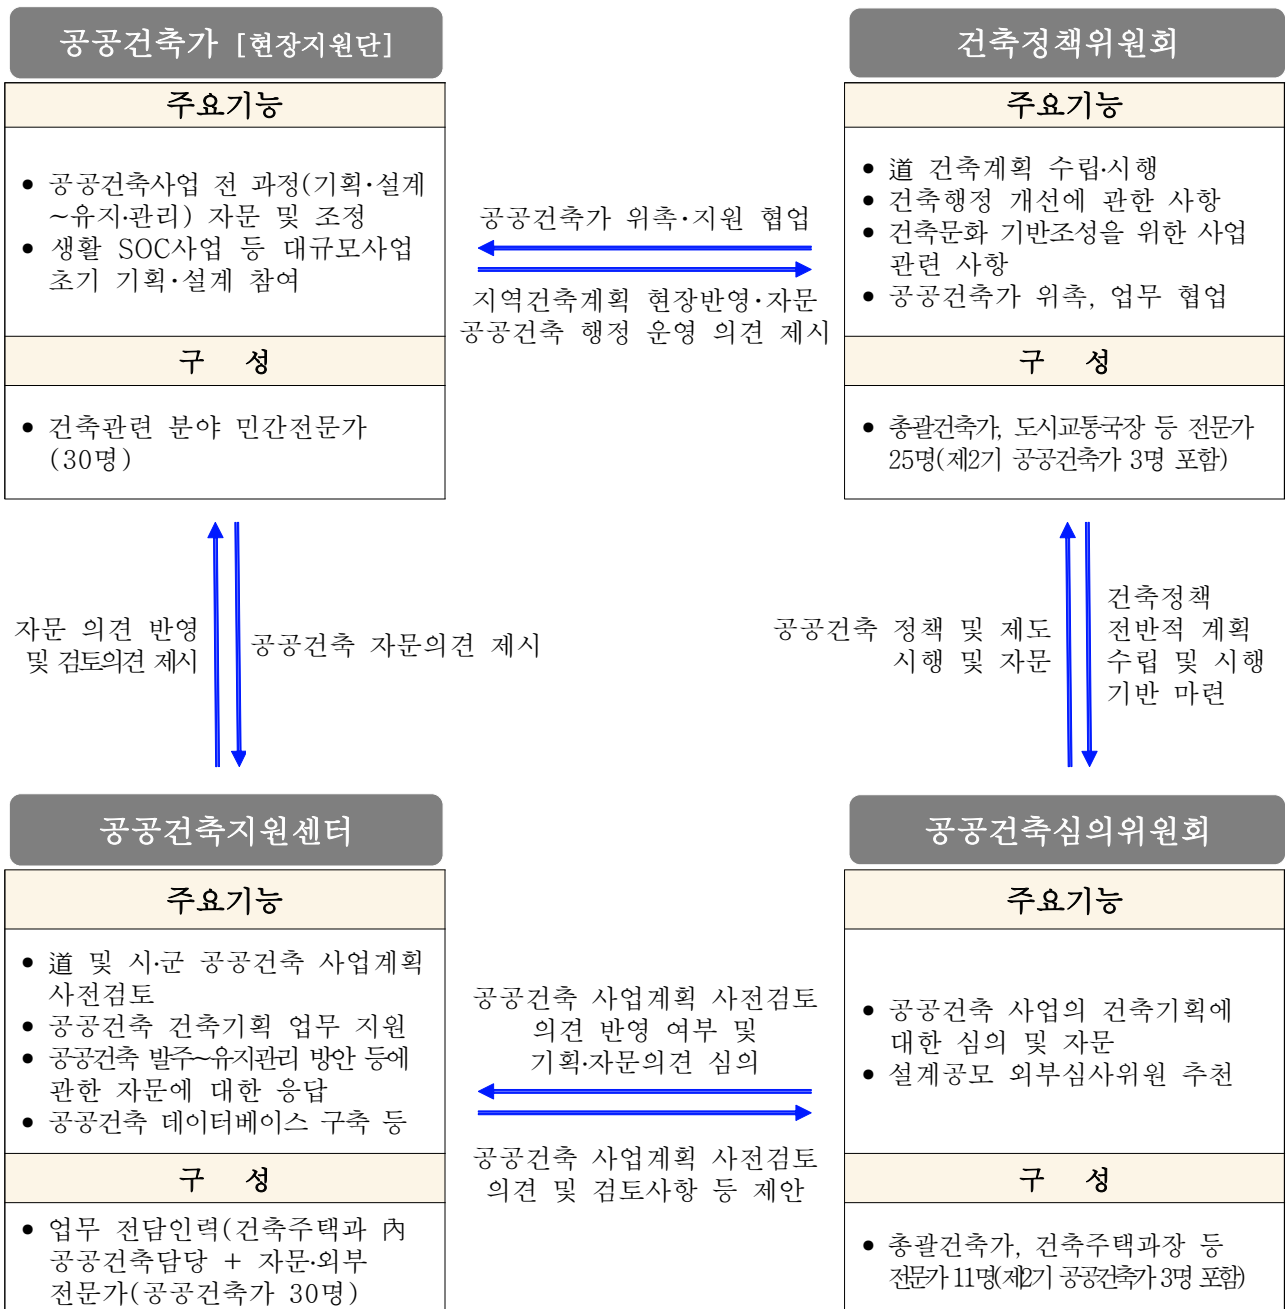 공공건축가 [현장지원단]
주요기능
• 공공건축사업 전 과정(기획·설계
~유지·관리) 자문 및 조정
• 생활 SOC사업 등 대규모사업
초기 기획·설계 참여
구 성
• 건축관련 분야 민간전문가
(30명)
공공건축가 위촉·지원 협업
지역건축계획 현장반영·자문
공공건축 행정 운영 의견 제시
건축정책위원회
주요기능
• 道 건축계획 수립·시행
• 건축행정 개선에 관한 사항
• 건축문화 기반조성을 위한 사업
관련 사항
• 공공건축가 위촉, 업무 협업
구 성
• 총괄건축가, 도시교통국장 등 전문가
25명(제2기 공공건축가 3명 포함)
자문 의견 반영
및 검토의견 제시
공공건축 자문의견 제시
공공건축 정책 및 제도
시행 및 자문
건축정책
전반적 계획
수립 및 시행
기반 마련
공공건축지원센터
주요기능
• 道 및 시·군 공공건축 사업계획
사전검토
• 공공건축 건축기획 업무 지원
• 공공건축 발주~유지관리 방안 등에
관한 자문에 대한 응답
• 공공건축 데이터베이스 구축 등
구 성
• 업무 전담인력(건축주택과 內
공공건축담당 + 자문·외부
전문가(공공건축가 30명)
공공건축 사업계획 사전검토
의견 반영 여부 및
기획·자문의견 심의
공공건축 사업계획 사전검토
의견 및 검토사항 등 제안
공공건축심의위원회
주요기능
• 공공건축 사업의 건축기획에
대한 심의 및 자문
• 설계공모 외부심사위원 추천
구 성
• 총괄건축가, 건축주택과장 등
전문가 11명(제2기 공공건축가 3명 포함)